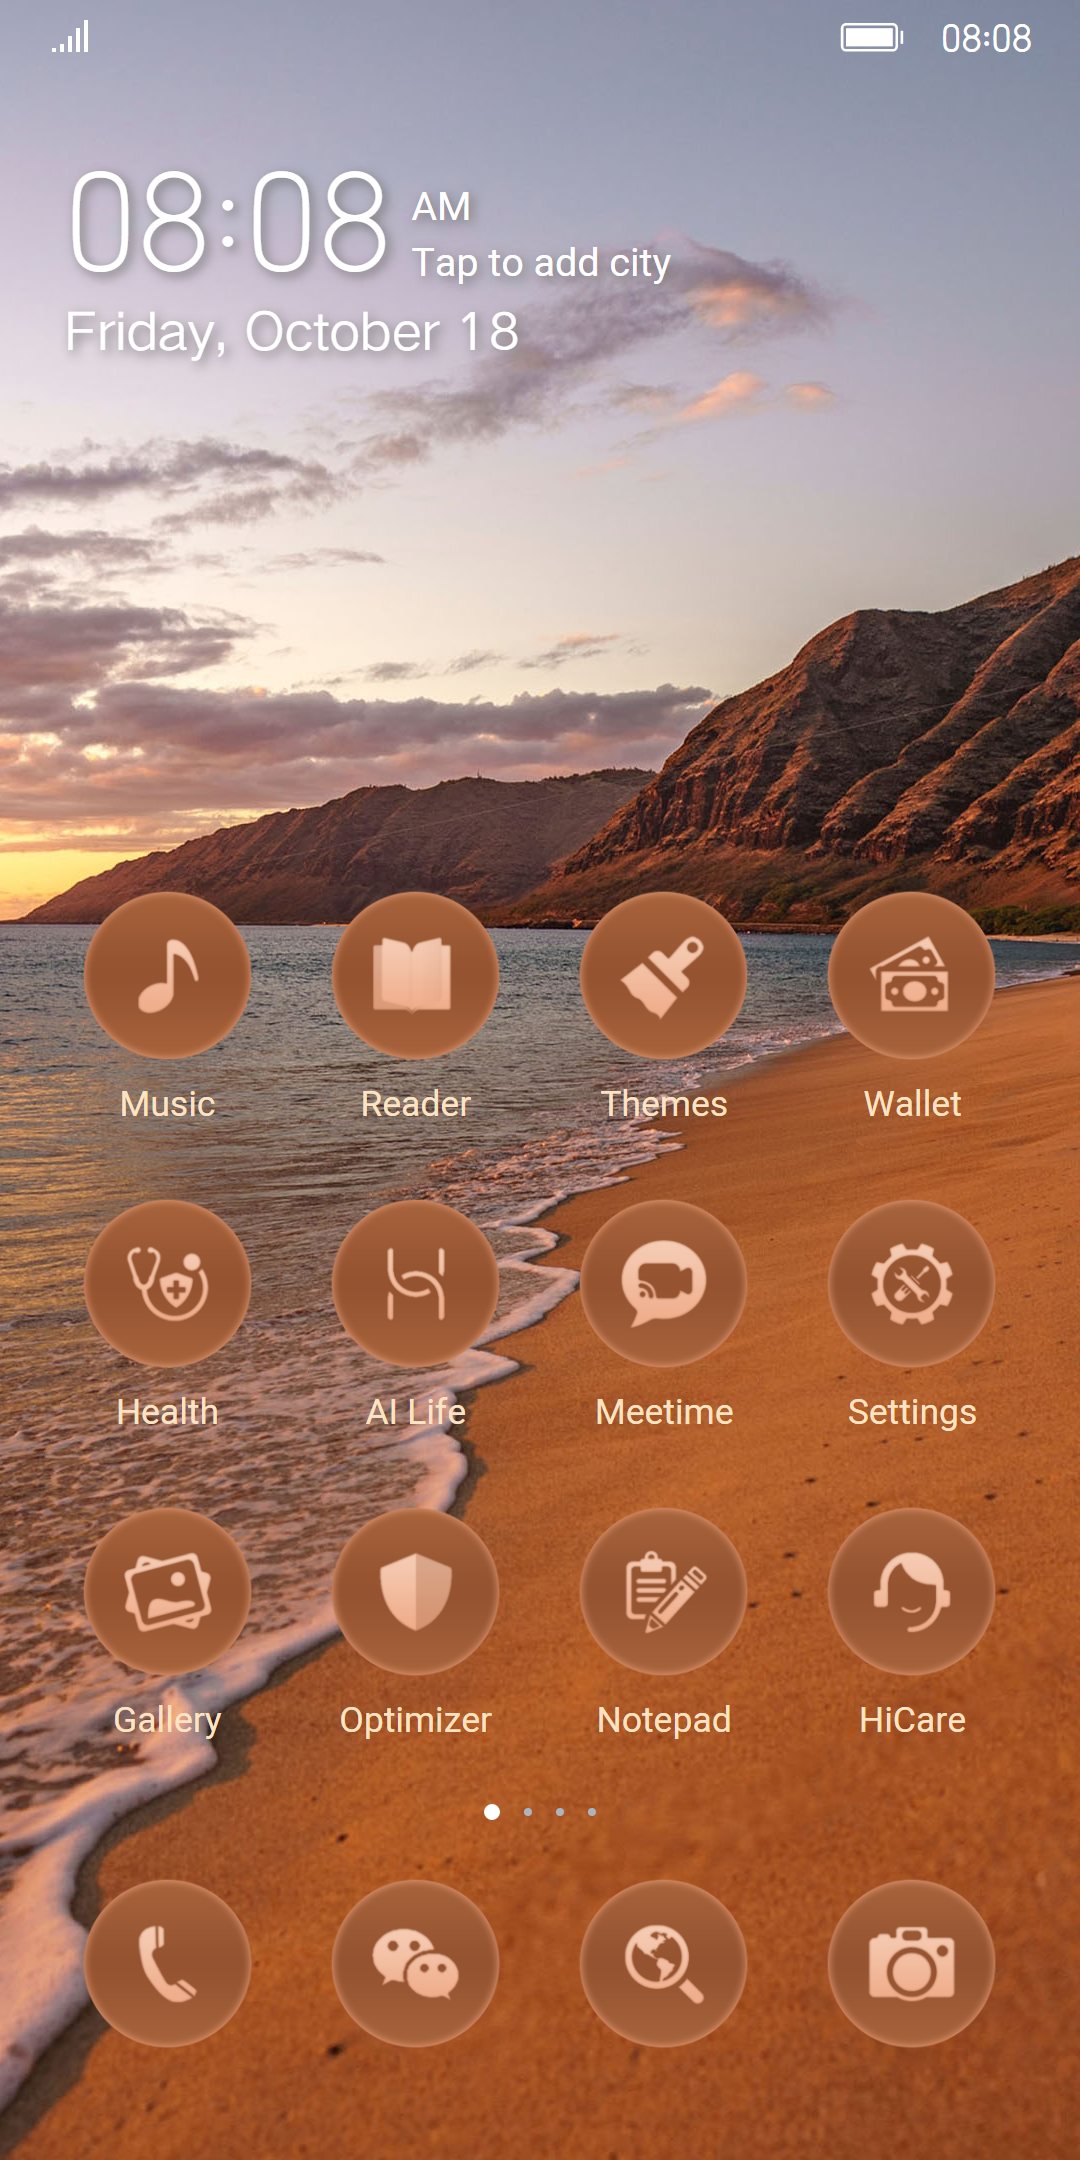 08:08
08:08 AM
Tap to add city
Friday, October 18
Music Reader Themes Wallet
Health AI Life Meetime Settings
Gallery Optimizer Notepad HiCare